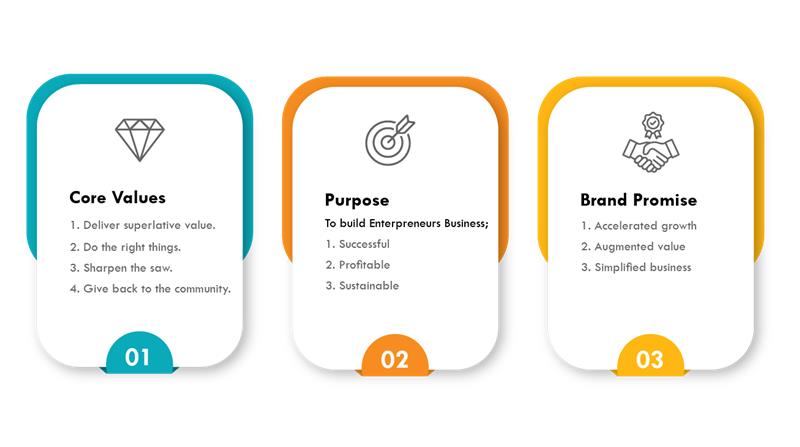 Core Values
1. Deliver superlative value.
2. Do the right things.
3. Sharpen the saw.
4. Give back to the community.
01
Purpose
To build Enterpreneurs Business;
1. Successful
2. Profitable
3. Sustainable
02
Brand Promise
1. Accelerated growth
2. Augmented value
3. Simplified business
03